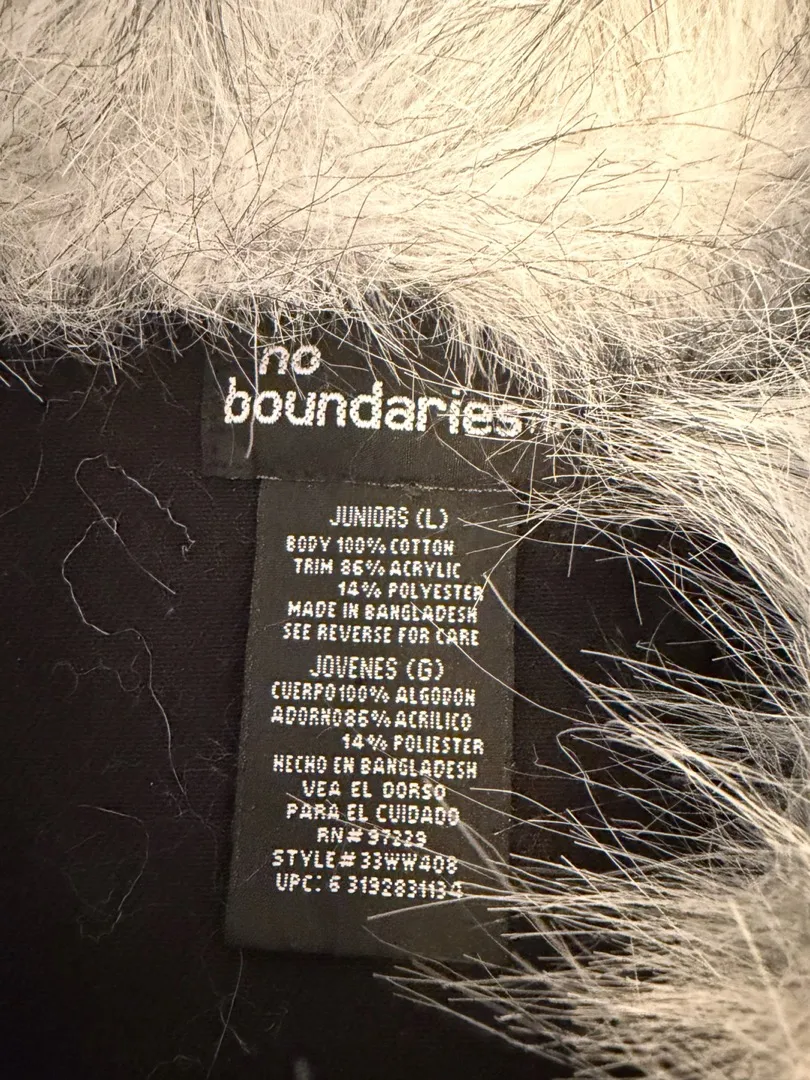 no
boundaries
JUNIORS (L)
BODY 100% COTTON
TRIM 86% ACRYLIC
14% POLYESTER
MADE IN BANGLADESH
SEE REVERSE FOR CARE
JOVENES (G)
CUERPO100% ALGODON
ADORNO86% ACRILICO
14% POLIESTER
HECHO EN BANGLADESH
VEA EL DORSO
PARA EL CUIDADO
RN# 97229
STYLE# 33WW408
UPC: 6 3192831134